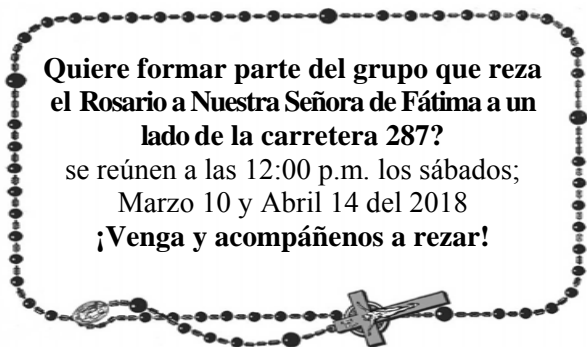 Quiere formar parte del grupo que reza
el Rosario a Nuestra Señora de Fátima a un
lado de la carretera 287?
se reúnen a las 12:00 p.m. los sábados;
Marzo 10 y Abril 14 del 2018
¡Venga y acompáñenos a rezar!